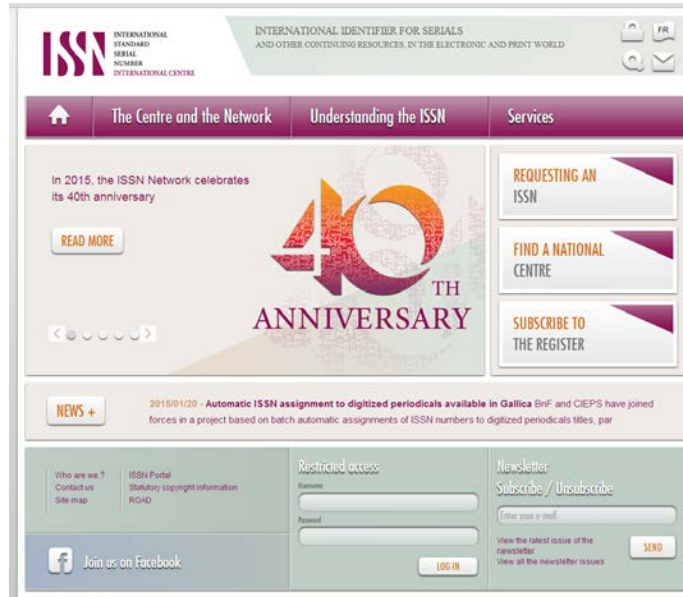 ISSN
INTERNATIONAL
STANDARD
SERIAL
NUMBER
INTERNATIONAL CENTRE
INTERNATIONAL IDENTIFIER FOR SERIALS
AND OTHER CONTINUING RESOURCES, IN THE ELECTRONIC AND PRINT WORLD
FR
The Centre and the Network
Understanding the ISSN
Services
In 2015, the ISSN Network celebrates
its 40th anniversary
READ MORE
40
TH
ANNIVERSARY
REQUESTING AN
ISSN
FIND A NATIONAL
CENTRE
SUBSCRIBE TO
THE REGISTER
NEWS +
2015/01/20 - Automatic ISSN assignment to digitized periodicals available in Gallica BnF and CIEPS have joined
forces in a project based on batch automatic assignments of ISSN numbers to digitized periodicals titles, par
Who are we ?
Contact us
Site map
ISSN Portal
Statutory copyright information
ROAD
f
Join us on Facebook
Restricted access
Username
Password
LOG IN
Newsletter
Subscribe / Unsubscribe
Enter your e-mail
View the latest issue of the
newsletter
View all the newsletter issues
SEND